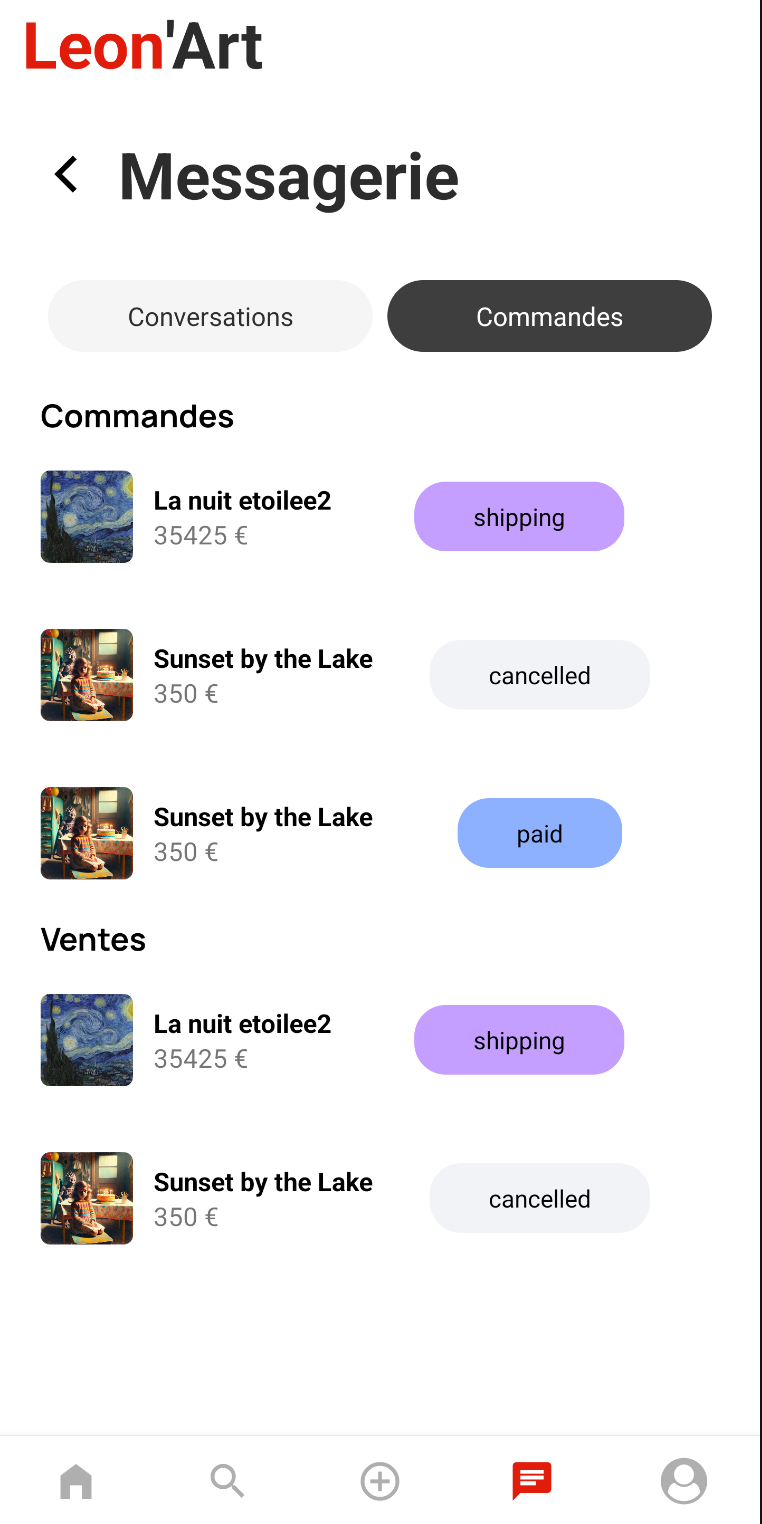 Leon'Art
Messagerie
Conversations
Commandes
Commandes
La nuit etoilee2
35425 €
shipping
Sunset by the Lake
350 €
cancelled
Sunset by the Lake
350 €
paid
Ventes
La nuit etoilee2
35425 €
shipping
Sunset by the Lake
350 €
cancelled